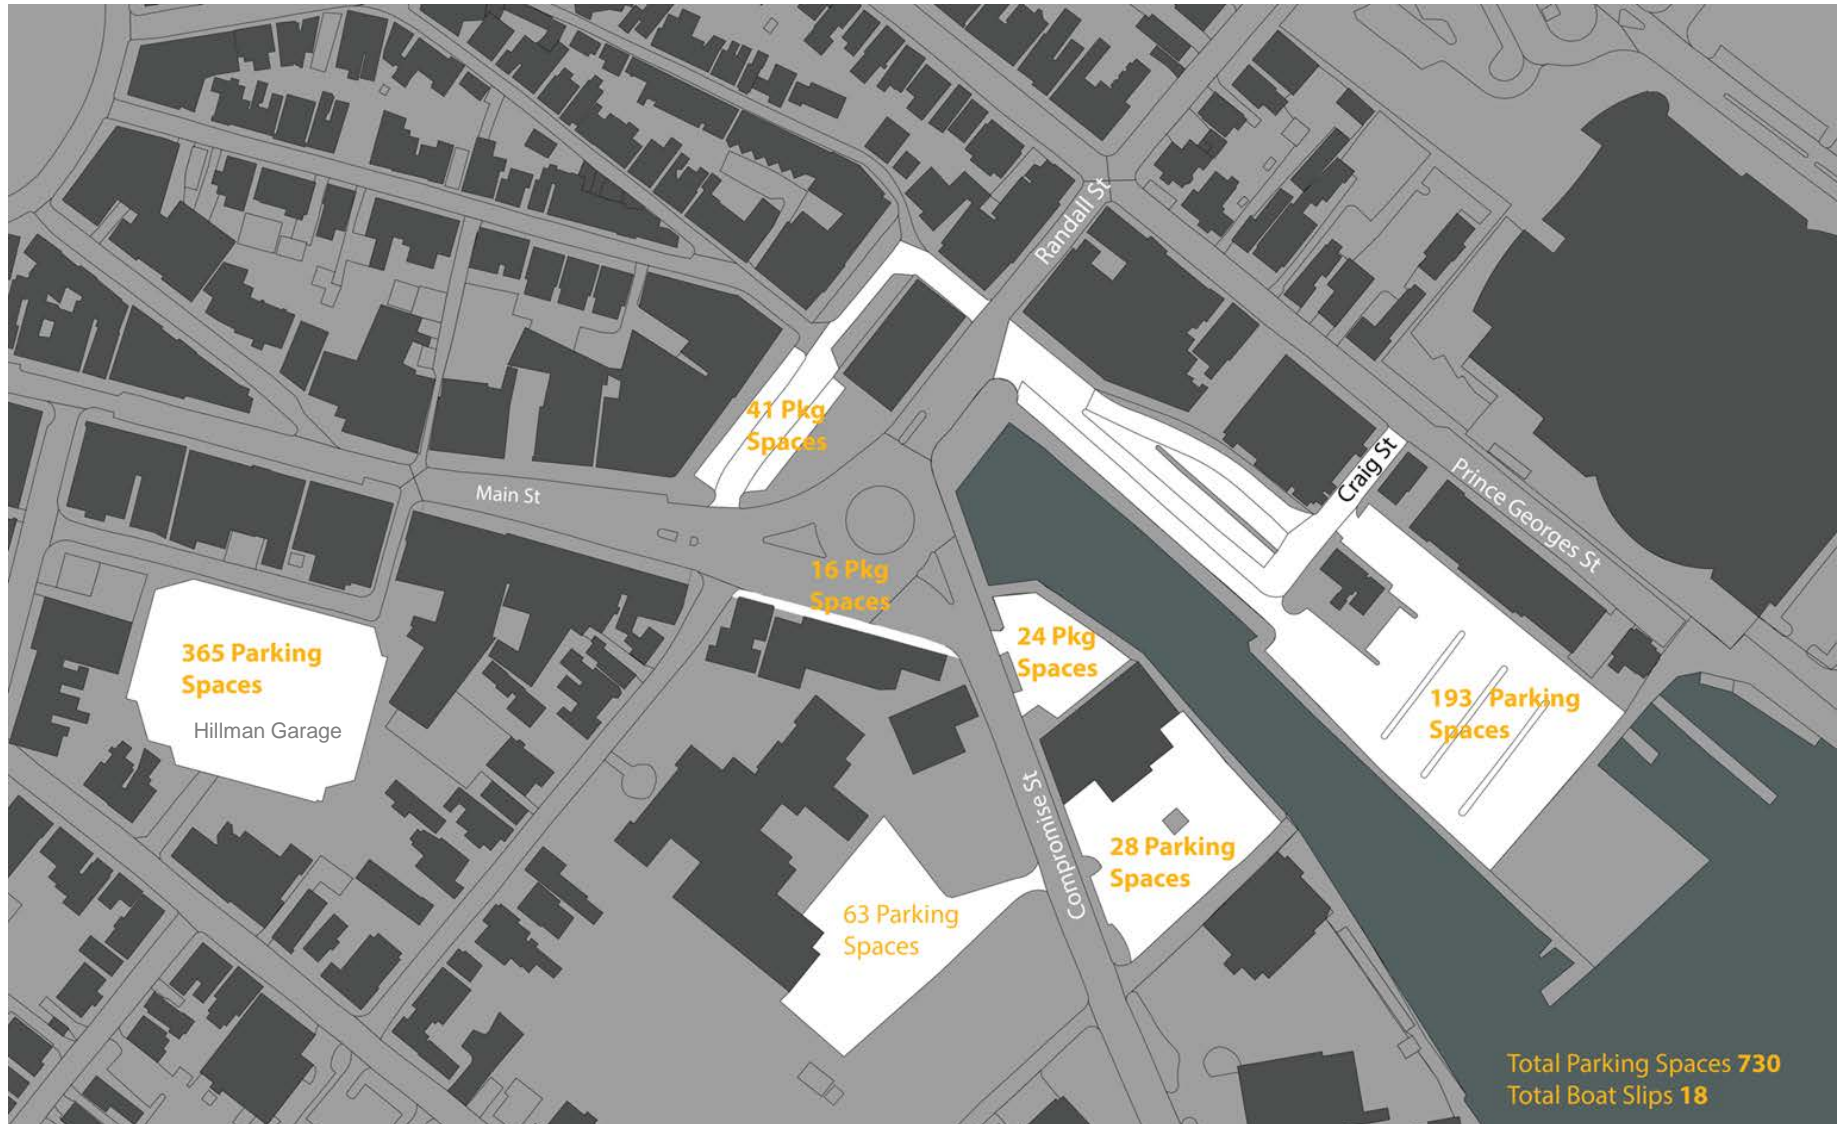 Randall St
41 Pkg
Spaces
Craig St
Prince Georges St
Main St
16 Pkg
Spaces
365 Parking
Spaces
Hillman Garage
24 Pkg
Spaces
193 Parking
Spaces
Compromise St
28 Parking
Spaces
63 Parking
Spaces
Total Parking Spaces 730
Total Boat Slips 18